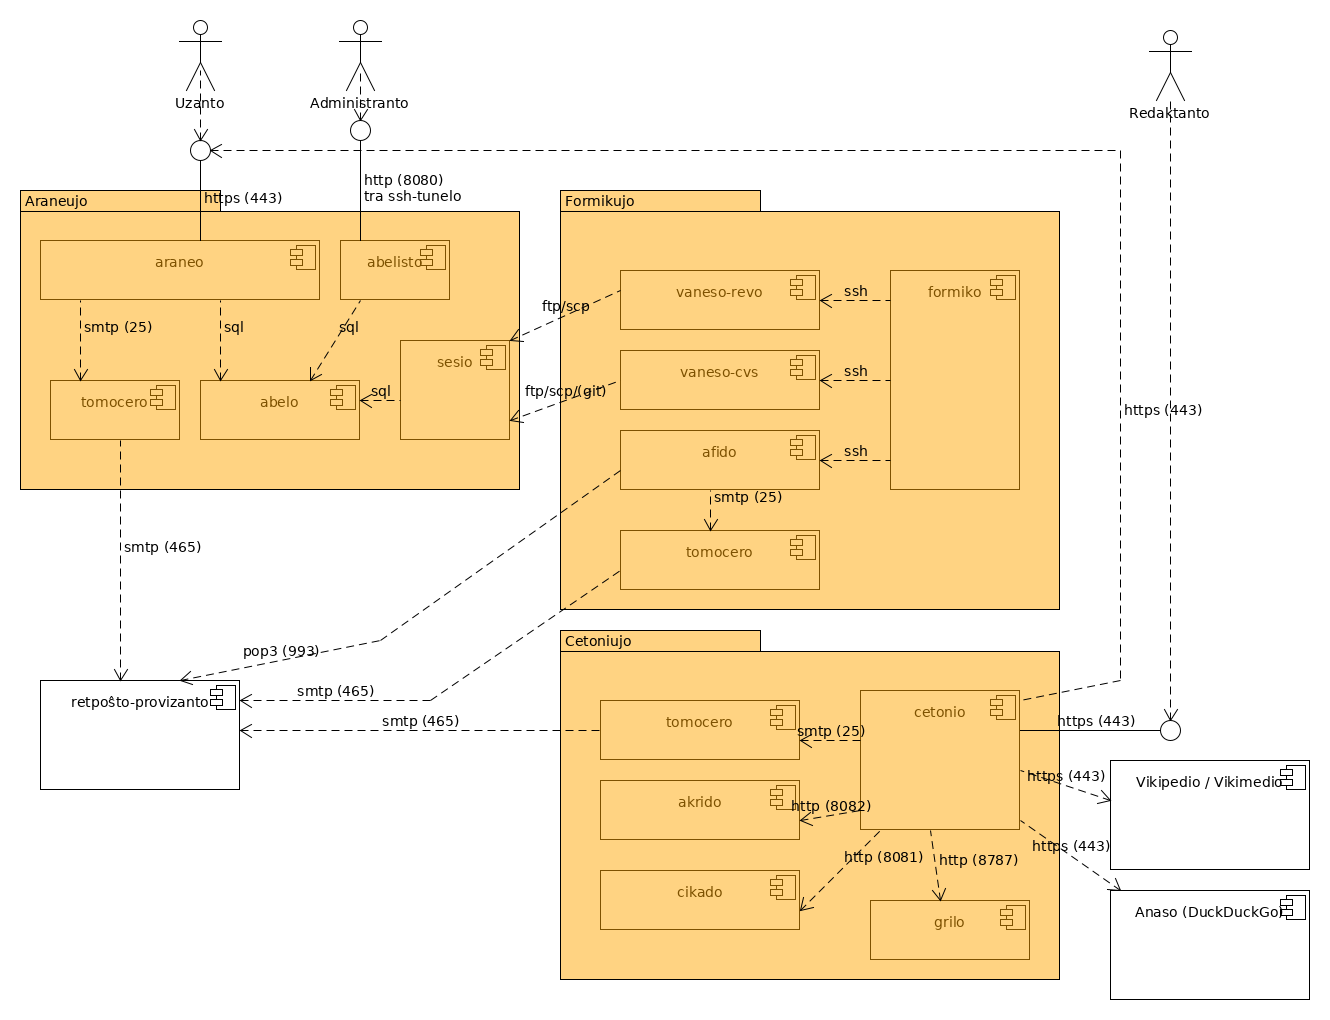 Uzanto
Administranto
Redaktanto
http (8080)
tra ssh-tunelo
https (443)
Araneujo
Formikujo
araneo
abelisto
vaneso-revo
ssh
formiko
ftp/scp
smtp (25)
sql
sql
sesio
vaneso-cvs
ssh
ftp/scp/(git)
sql
tomocero
abelo
https (443)
afido
ssh
smtp (25)
smtp (465)
tomocero
Cetoniujo
pop3 (993)
smtp (465)
retpoŝto-provizanto
smtp (465)
tomocero
smtp (25)
cetonio
https (443)
https (443)
Vikipedio / Vikimedio
akrido
http (8082)
http (8081)
http (8787)
https (443)
cikado
grilo
Anaso (DuckDuckGo)